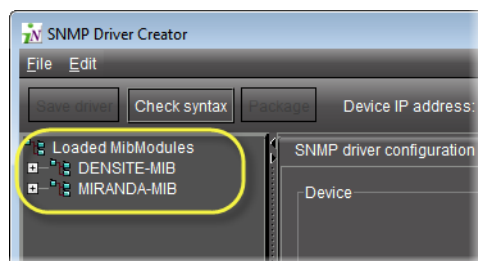 SNMP Driver Creator
File Edit
Save driver Check syntax Package Device IP address:
Loaded MibModules
SNMP driver configuration
DENSITE-MIB
MIRANDA-MIB
Device